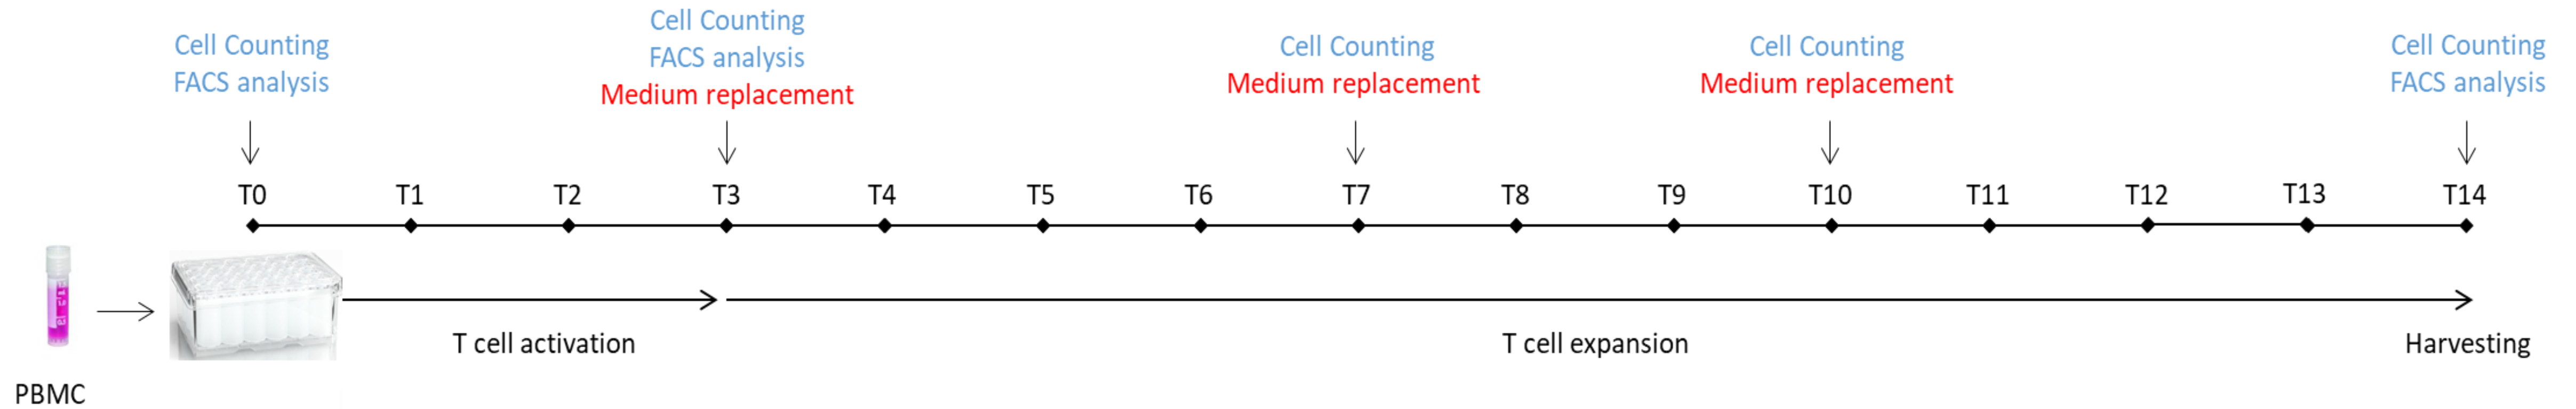 Cell Counting
FACS analysis
Cell Counting
FACS analysis
Medium replacement
Cell Counting
Medium replacement
Cell Counting
Medium replacement
Cell Counting
FACS analysis
T0 T1 T2 T3 T4 T5 T6 T7 T8 T9 T10 T11 T12 T13 T14
T cell activation
T cell expansion
Harvesting
PBMC